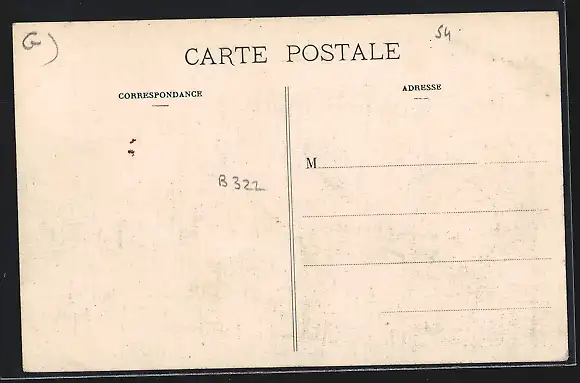 G)
54
CARTE POSTALE
CORRESPONDANCE
ADRESSE
M
B322